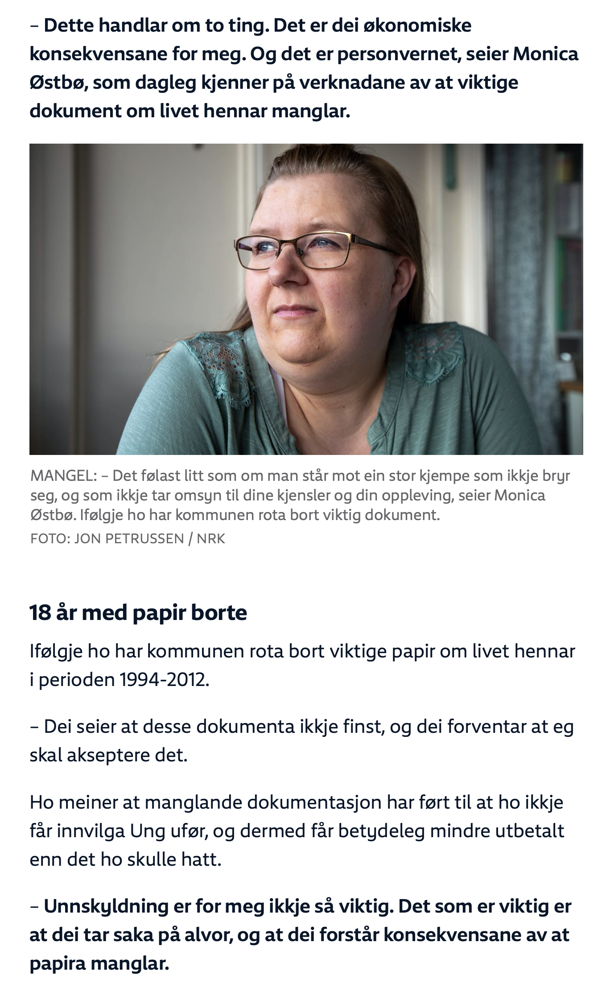 – Dette handlar om to ting. Det er dei økonomiske
konsekvensane for meg. Og det er personvernet, seier Monica
Østbø, som dagleg kjenner på verknadane av at viktige
dokument om livet hennar manglar.
MANGEL: – Det følast litt som om man står mot ein stor kjempe som ikkje bryr
seg, og som ikkje tar omsyn til dine kjensler og din oppleving, seier Monica
Østbø. Ifølgje ho har kommunen rota bort viktig dokument.
FOTO: JON PETRUSSEN / NRK
18 år med papir borte
Ifølgje ho har kommunen rota bort viktige papir om livet hennar
i perioden 1994-2012.
– Dei seier at desse dokumenta ikkje finst, og dei forventar at eg
skal akseptere det.
Ho meiner at manglande dokumentasjon har ført til at ho ikkje
får innvilga Ung ufør, og dermed får betydeleg mindre utbetalt
enn det ho skulle hatt.
– Unnskyldning er for meg ikkje så viktig. Det som er viktig er
at dei tar saka på alvor, og at dei forstår konsekvensane av at
papira manglar.